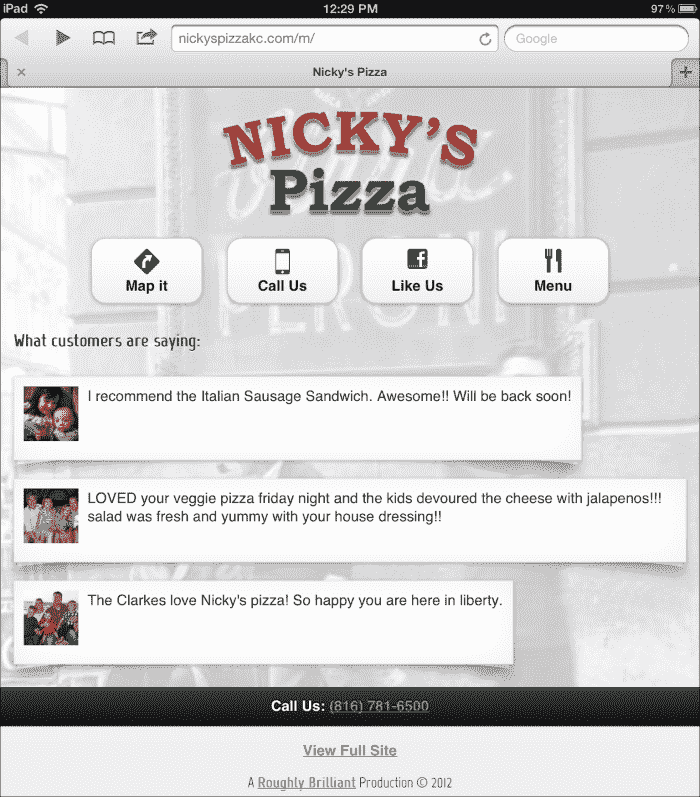 iPad 12:29 PM 97%
nickyspizzakc.com/m/ Google
Nicky's Pizza
NICKY'S
Pizza
Map it Call Us Like Us Menu
What customers are saying:
I recommend the Italian Sausage Sandwich. Awesome!! Will be back soon!
LOVED your veggie pizza friday night and the kids devoured the cheese with jalapenos!!!
salad was fresh and yummy with your house dressing!!
The Clarkes love Nicky's pizza! So happy you are here in liberty.
Call Us: (816) 781-6500
View Full Site
A Roughly Brilliant Production © 2012